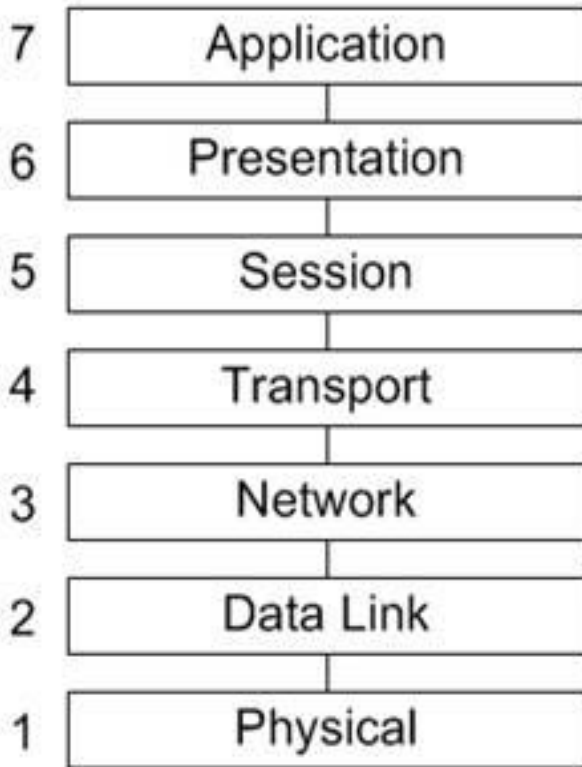 7 Application
6 Presentation
5 Session
4 Transport
3 Network
2 Data Link
1 Physical